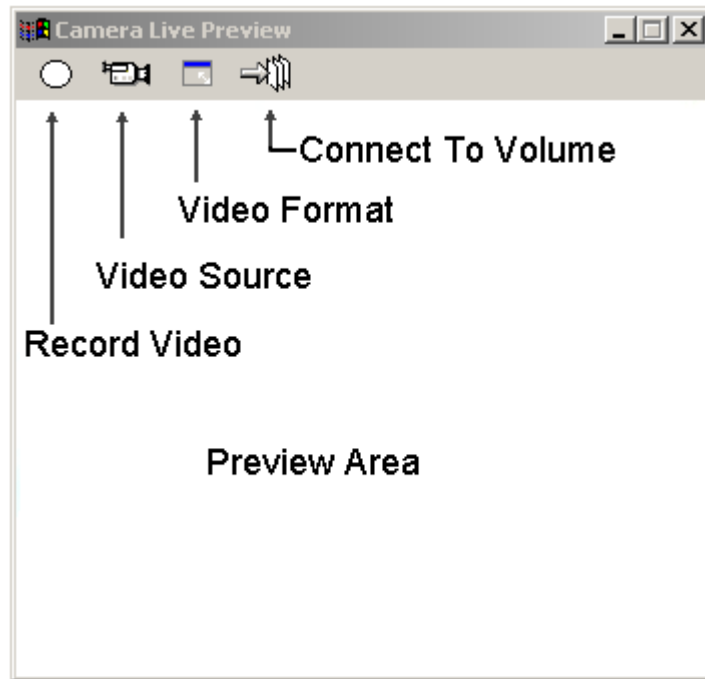 Camera Live Preview
Connect To Volume
Video Format
Video Source
Record Video
Preview Area